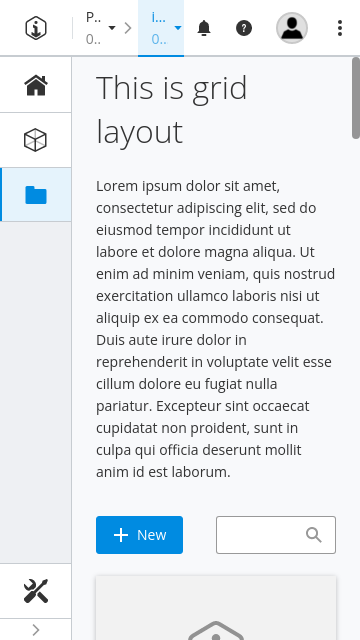 P...
0...
i...
0...
This is grid
layout
Lorem ipsum dolor sit amet,
consectetur adipiscing elit, sed do
eiusmod tempor incididunt ut
labore et dolore magna aliqua. Ut
enim ad minim veniam, quis nostrud
exercitation ullamco laboris nisi ut
aliquip ex ea commodo consequat.
Duis aute irure dolor in
reprehenderit in voluptate velit esse
cillum dolore eu fugiat nulla
pariatur. Excepteur sint occaecat
cupidatat non proident, sunt in
culpa qui officia deserunt mollit
anim id est laborum.
New